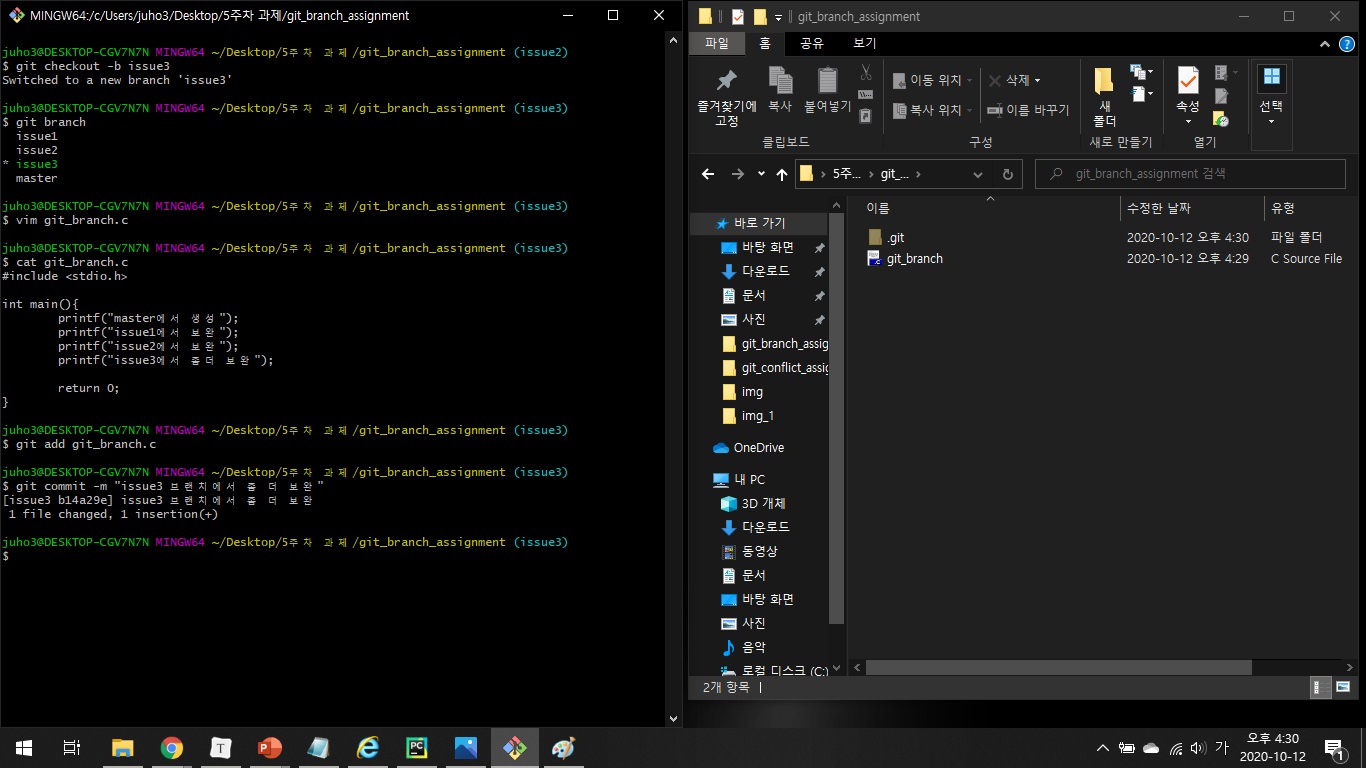 MINGW64:/c/Users/juho3/Desktop/5주차 과제/git_branch_assignment
juho3@DESKTOP-CGV7N7N MINGW64 ~/Desktop/5주차 과제/git_branch_assignment (issue2)
$ git checkout -b issue3
Switched to a new branch 'issue3'
juho3@DESKTOP-CGV7N7N MINGW64 ~/Desktop/5주차 과제/git_branch_assignment (issue3)
$ git branch
issue1
issue2
* issue3
master
juho3@DESKTOP-CGV7N7N MINGW64 ~/Desktop/5주차 과제/git_branch_assignment (issue3)
$ vim git_branch.c
juho3@DESKTOP-CGV7N7N MINGW64 ~/Desktop/5주차 과제/git_branch_assignment (issue3)
$ cat git_branch.c
#include <stdio.h>
int main(){
printf("master에서 생성");
printf("issue1에서 보완");
printf("issue2에서 보완");
printf("issue3에서 좀더 보완");
return 0;
}
juho3@DESKTOP-CGV7N7N MINGW64 ~/Desktop/5주차 과제/git_branch_assignment (issue3)
$ git add git_branch.c
juho3@DESKTOP-CGV7N7N MINGW64 ~/Desktop/5주차 과제/git_branch_assignment (issue3)
$ git commit -m "issue3 브랜치에서 좀 더 보완"
[issue3 b14a29e] issue3 브랜치에서 좀 더 보완
1 file changed, 1 insertion(+)
juho3@DESKTOP-CGV7N7N MINGW64 ~/Desktop/5주차 과제/git_branch_assignment (issue3)
$
git_branch_assignment
파일 홈 공유 보기
즐겨찾기에 고정
복사
붙여넣기
클립보드
이동 위치
복사 위치
삭제
이름 바꾸기
구성
새 폴더
새로 만들기
속성
열기
선택
5주... git_...
git_branch_assignment 검색
이름 수정한 날짜 유형
.git 2020-10-12 오후 4:30 파일 폴더
git_branch 2020-10-12 오후 4:29 C Source File
바로 가기
바탕 화면
다운로드
문서
사진
git_branch_assig
git_conflict_assig
img
img_1
OneDrive
내 PC
3D 개체
다운로드
동영상
문서
바탕 화면
사진
음악
로컬 디스크 (C:)
2개 항목
T
P
PC
가
오후 4:30
2020-10-12
1